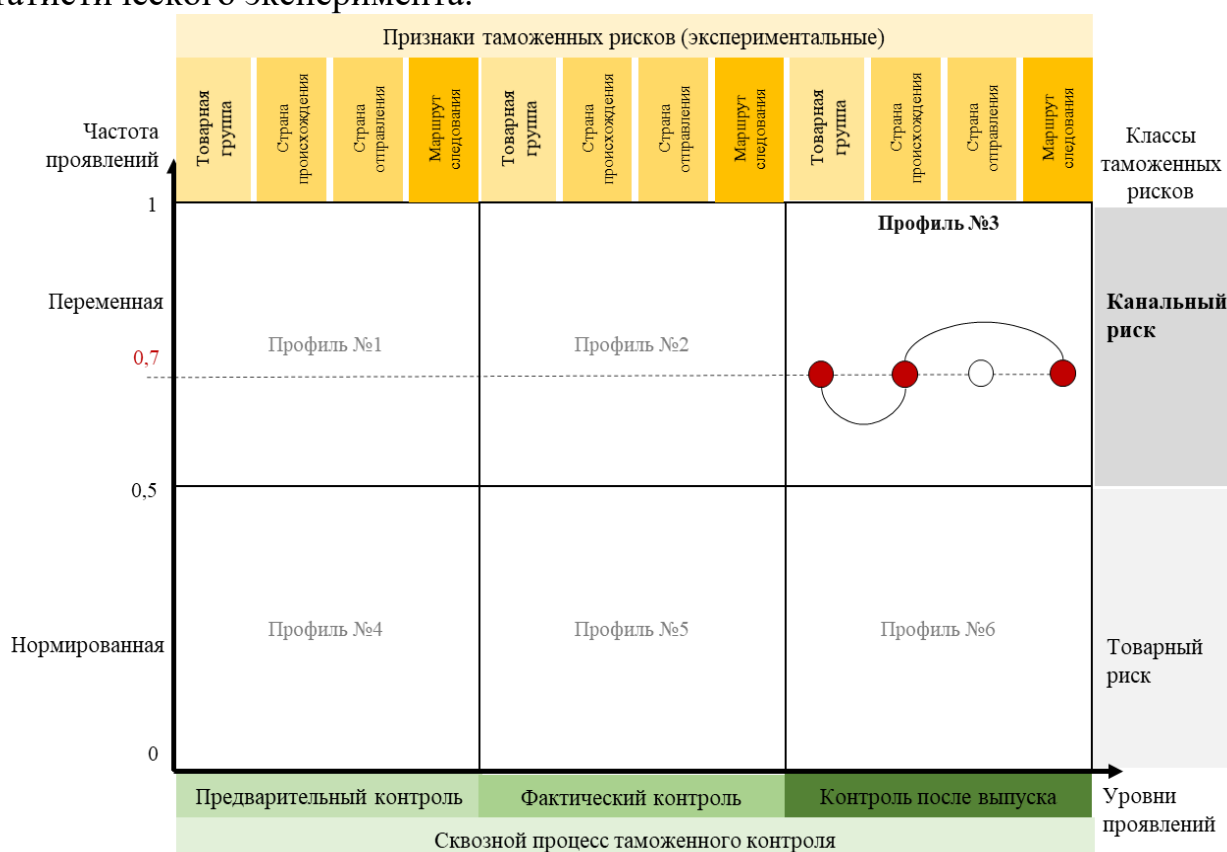 татистического эксперимента.
Признаки таможенных рисков (экспериментальные)
Товарная
группа
Страна
происхождения
Страна
отправления
Маршрут
следования
Товарная
группа
Страна
происхождения
Страна
отправления
Маршрут
следования
Товарная
группа
Страна
происхождения
Страна
отправления
Маршрут
следования
Частота
проявлений
Классы
таможенных
рисков
1
Профиль №3
Переменная
Канальный
риск
Профиль №1
Профиль №2
0,7
0,5
Нормированная
Профиль №4
Профиль №5
Профиль №6
Товарный
риск
0
Предварительный контроль
Фактический контроль
Контроль после выпуска
Уровни
проявлений
Сквозной процесс таможенного контроля